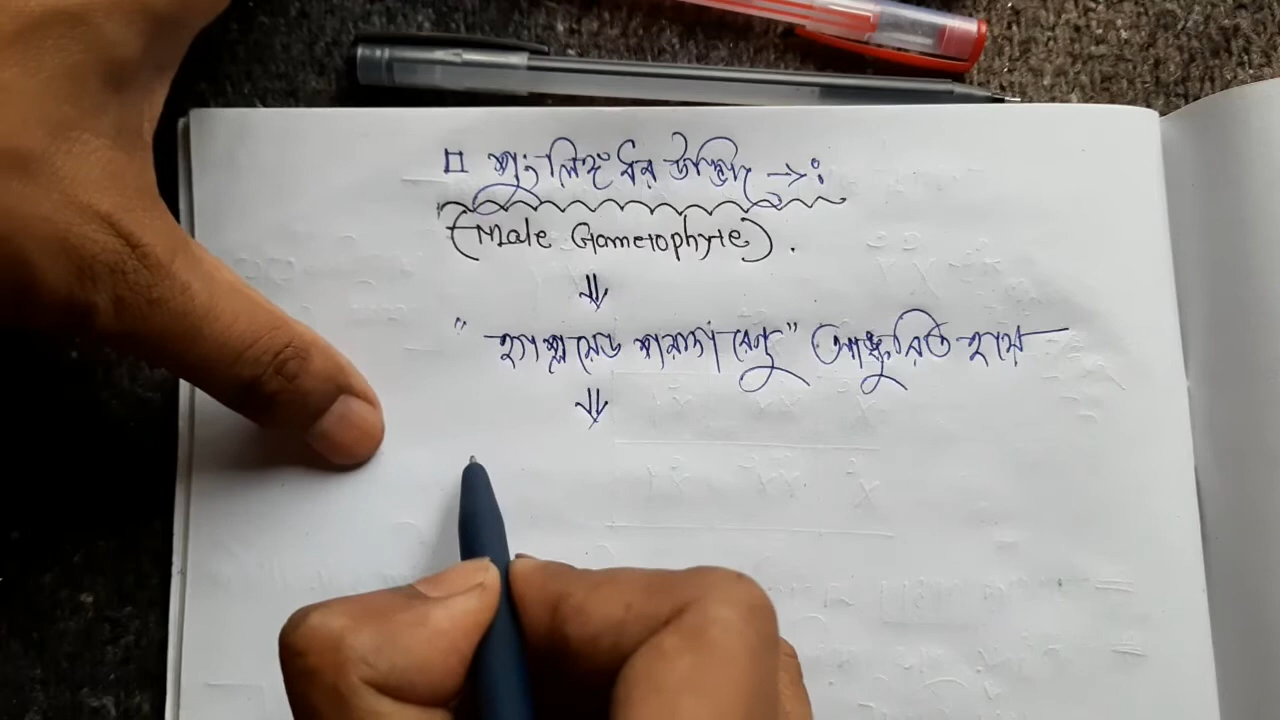 □ পুংলিঙ্গধর উদ্ভিদ →:
(Male Gametophyte).
⇓
"হ্যাপ্লয়েড পরাগরেণু" অঙ্কুরিত হয়ে
⇓